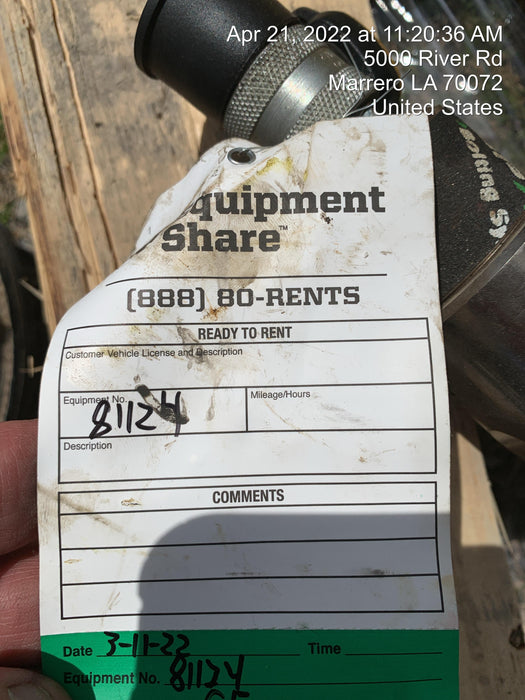 Apr 21, 2022 at 11:20:36 AM
5000 River Rd
Marrero LA 70072
United States
Equipment
Share™
(888) 80-RENTS
READY TO RENT
Customer Vehicle License and Description
Equipment No. Mileage/Hours
81124
Description
COMMENTS
Date 3-11-22 Time
Equipment No. 81124